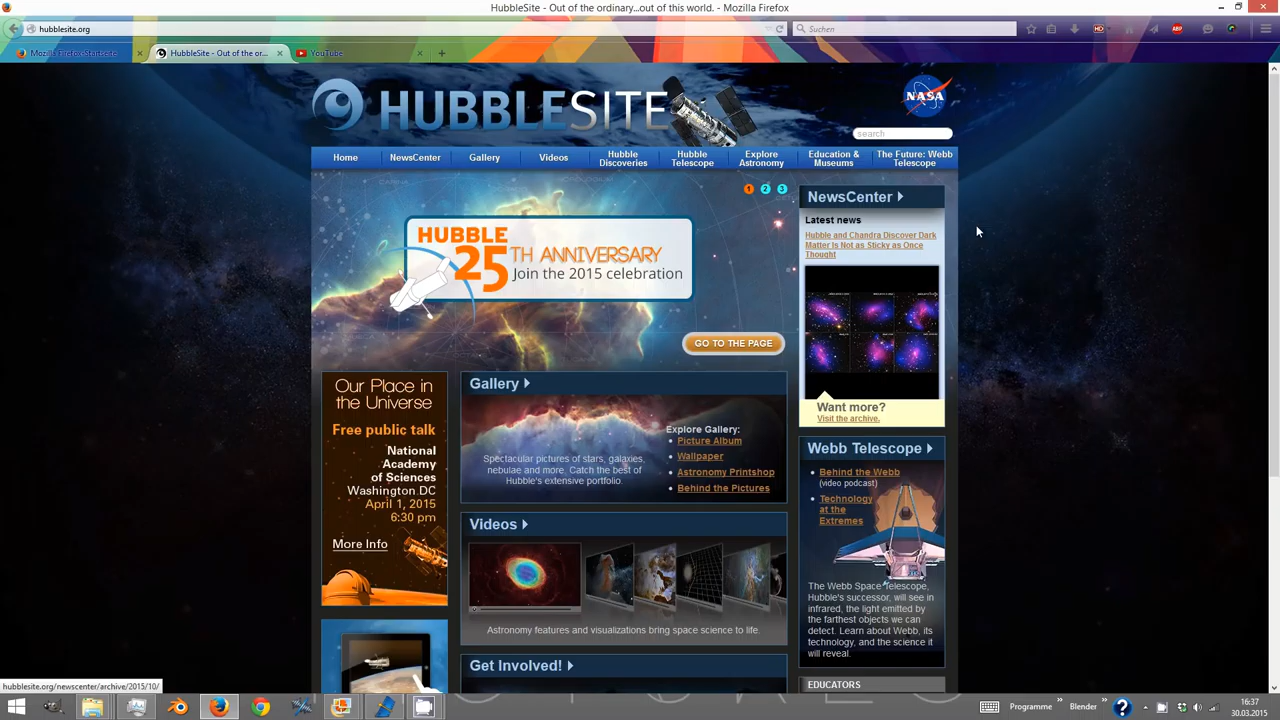 HubbleSite - Out of the ordinary...out of this world. - Mozilla Firefox
hubblesite.org
Suchen
Mozilla Firefox-Startseite
HubbleSite - Out of the or...
YouTube
HUBBLESITE
NASA
search
Home
NewsCenter
Gallery
Videos
Hubble
Discoveries
Hubble
Telescope
Explore
Astronomy
Education &
Museums
The Future: Webb
Telescope
CARINA
1 2 3
HUBBLE
25TH ANNIVERSARY
Join the 2015 celebration
GO TO THE PAGE
NewsCenter
Latest news
Hubble and Chandra Discover Dark
Matter Is Not as Sticky as Once
Thought
Want more?
Visit the archive.
Our Place in
the Universe
Free public talk
National
Academy
of Sciences
Washington DC
April 1, 2015
6:30 pm
More Info
Gallery
Spectacular pictures of stars, galaxies,
nebulae and more. Catch the best of
Hubble's extensive portfolio.
Explore Gallery:
Picture Album
Wallpaper
Astronomy Printshop
Behind the Pictures
Videos
Astronomy features and visualizations bring space science to life.
Get Involved!
Webb Telescope
Behind the Webb
(video podcast)
Technology
at the
Extremes
The Webb Space Telescope,
Hubble's successor, will see in
infrared, the light emitted by
the farthest objects we can
detect. Learn about Webb, its
technology, and the science it
will reveal.
EDUCATORS
hubblesite.org/newscenter/archive/2015/10/
Programme
Blender
16:37
30.03.2015